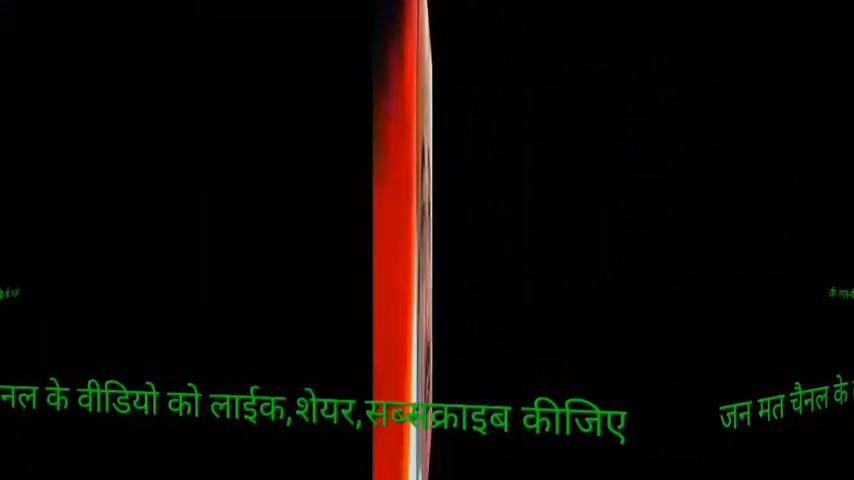 नल के वीडियो को लाईक,शेयर,सब्सक्राइब कीजिए
जन मत चैनल के